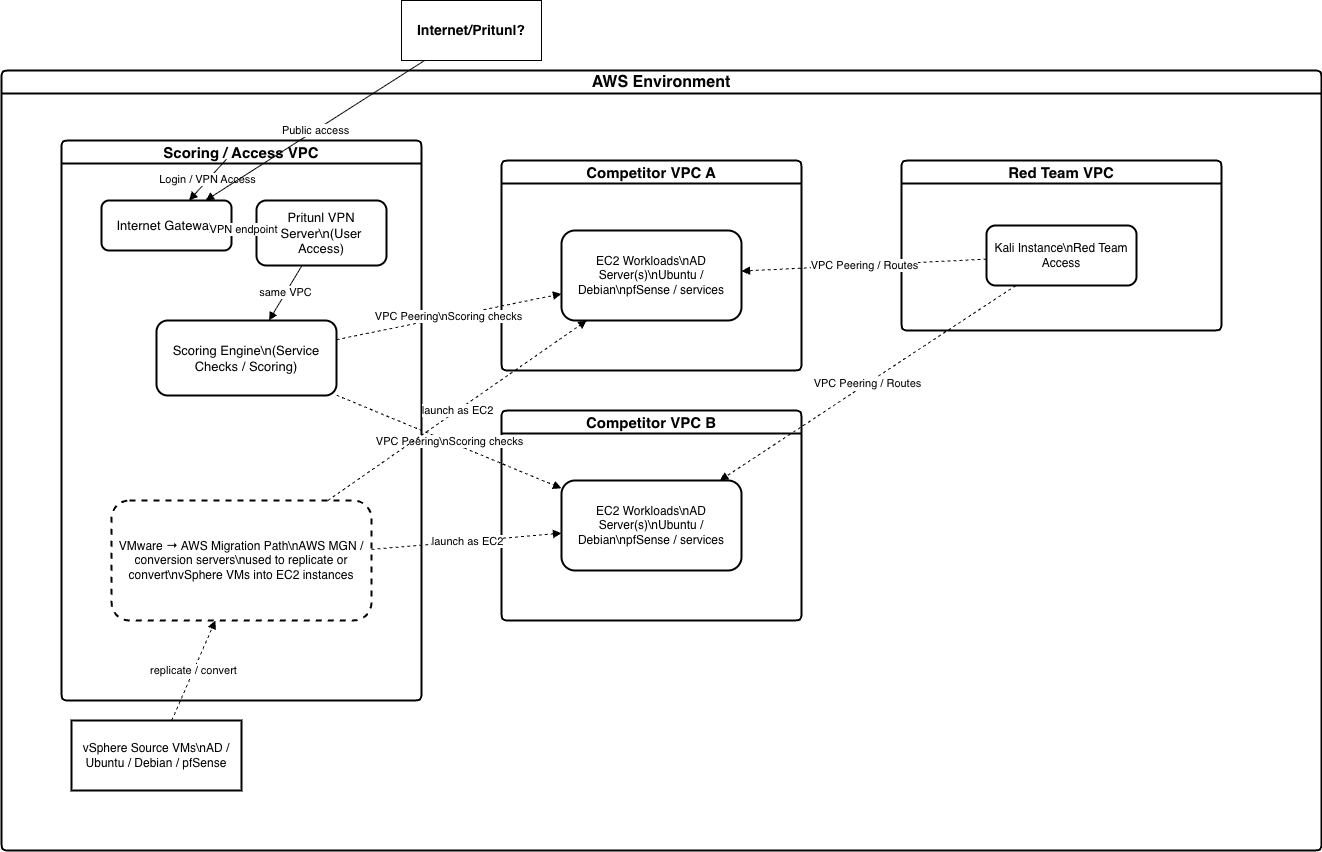 Internet/Pritunl?
AWS Environment
Public access
Scoring / Access VPC
Login / VPN Access
Internet Gatewa
VPN endpoint
Pritunl VPN
Server\n(User
Access)
same VPC
Scoring Engine\n(Service
Checks / Scoring)
VPC Peering\nScoring checks
launch as EC2
VPC Peering\nScoring checks
launch as EC2
VMware → AWS Migration Path\nAWS MGN /
conversion servers\nused to replicate or
convert\nvSphere VMs into EC2 instances
replicate / convert
vSphere Source VMs\nAD /
Ubuntu / Debian / pfSense
Competitor VPC A
EC2 Workloads\nAD
Server(s)\nUbuntu /
Debian\npfSense / services
Competitor VPC B
EC2 Workloads\nAD
Server(s)\nUbuntu /
Debian\npfSense / services
Red Team VPC
Kali Instance\nRed Team
Access
VPC Peering / Routes
VPC Peering / Routes